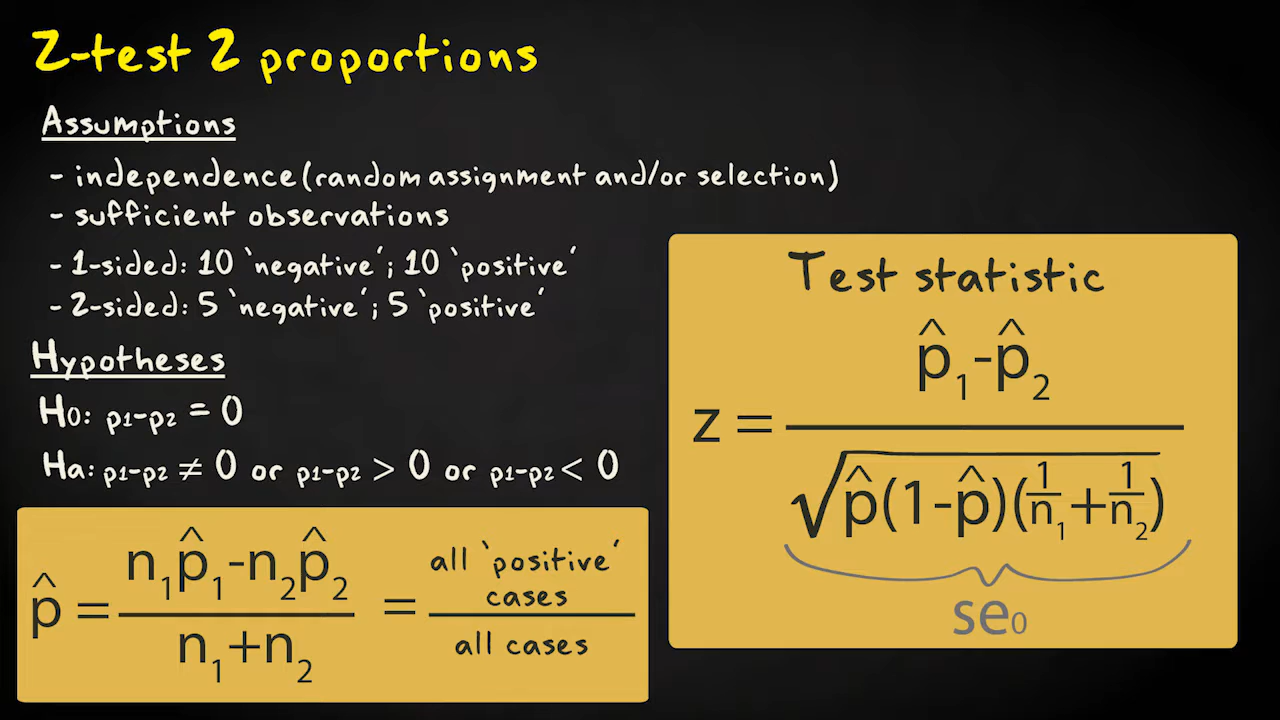 Z-test 2 proportions
Assumptions
- independence(random assignment and/or selection)
- sufficient observations
- 1-sided: 10 `negative´; 10 `positive´
- 2-sided: 5 `negative´; 5 `positive´
Hypotheses
H0: p1-p2 = 0
Ha: p1-p2 ≠ 0 or p1-p2 > 0 or p1-p2 < 0
p̂ = (n₁p̂₁-n₂p̂₂)/(n₁+n₂) = all `positive´ cases / all cases
Test statistic
z = (p̂₁-p̂₂)/√(p̂(1-p̂)(1/n₁+1/n₂))
se₀